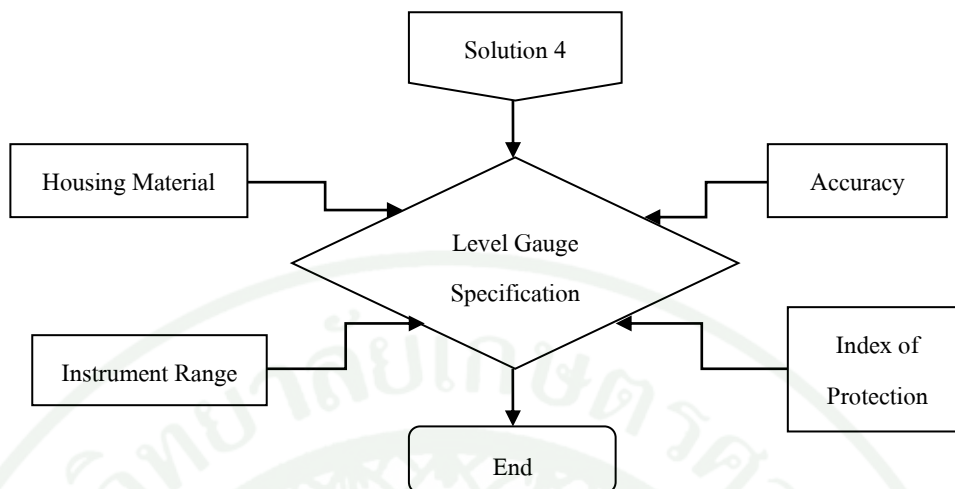 Solution 4
Housing Material
Accuracy
Level Gauge
Specification
Instrument Range
Index of
Protection
End